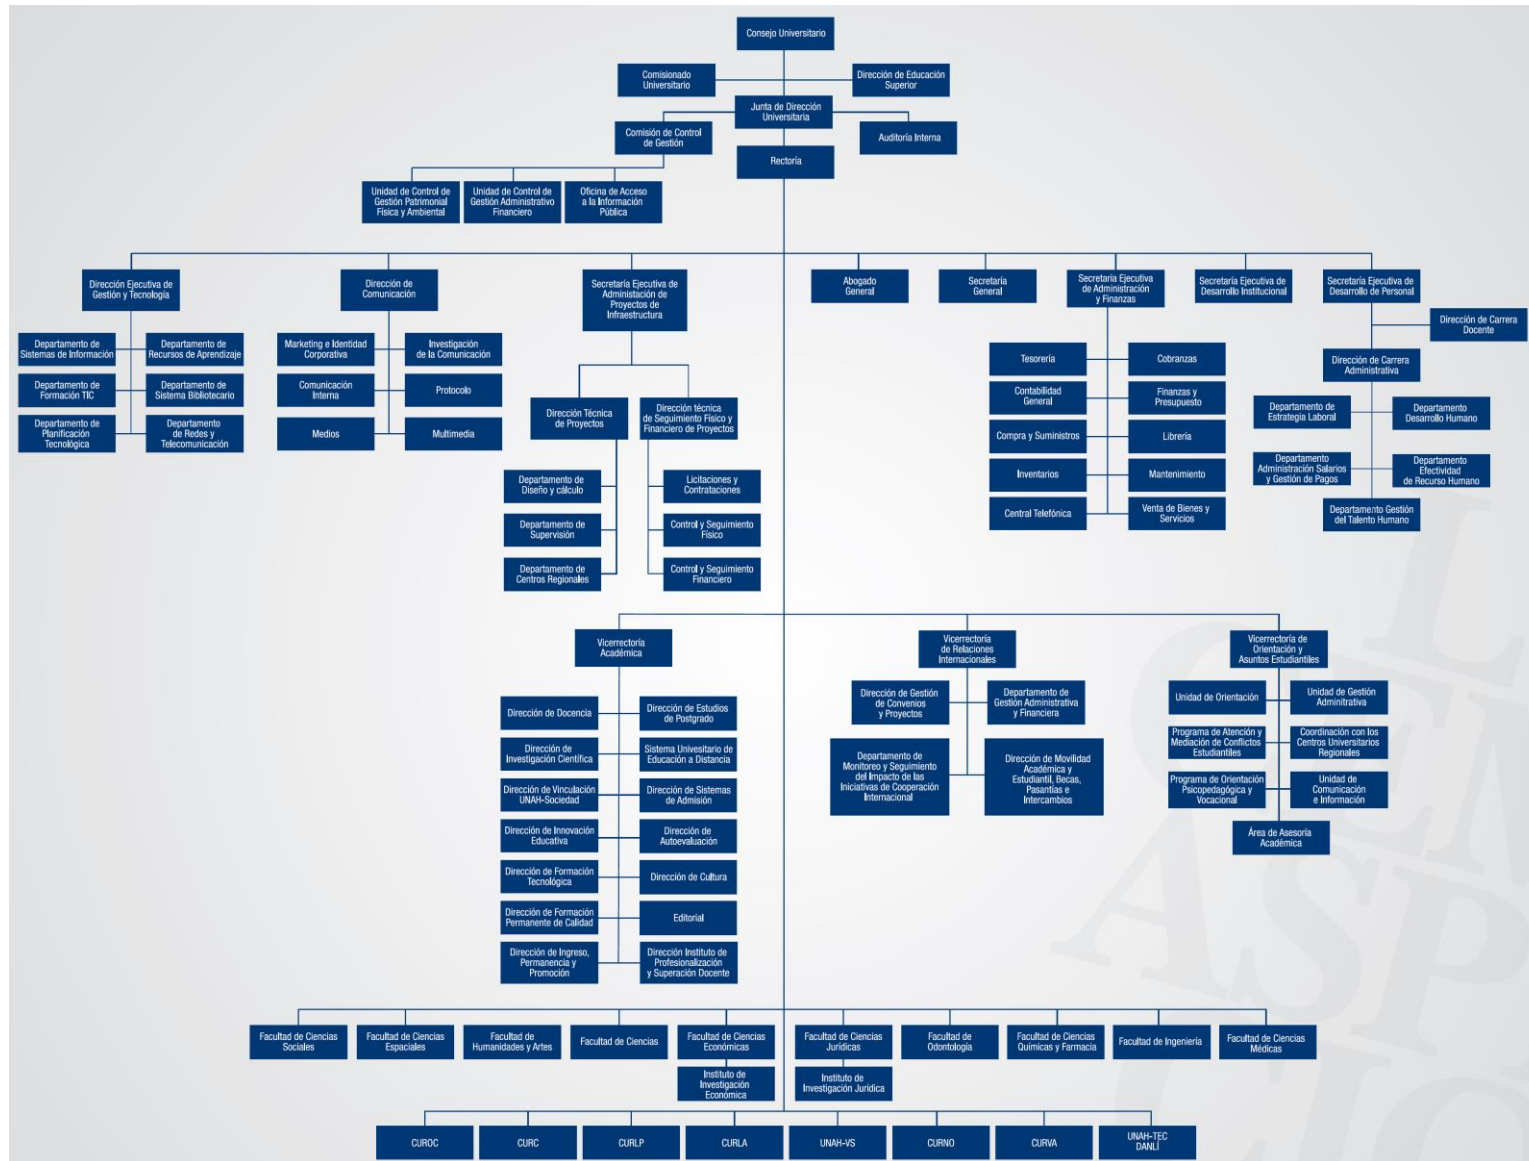 Consejo Universitario
Comisionado
Universitario
Dirección de Educación
Superior
Junta de Dirección
Universitaria
Comisión de Control
de Gestión
Auditoría Interna
Rectoría
Unidad de Control de
Gestión Patrimonial
Física y Ambiental
Unidad de Control de
Gestión Administrativo
Financiero
Oficina de Acceso
a la Información
Pública
Dirección Ejecutiva de
Gestión y Tecnología
Dirección de
Comunicación
Secretaría Ejecutiva de
Administación de
Proyectos de
Infraestructura
Abogado
General
Secretaría
General
Secretaría Ejecutiva
de Administración
y Finanzas
Secretaría Ejecutiva de
Desarrollo Institucional
Secretaría Ejecutiva de
Desarrollo de Personal
Dirección de Carrera
Docente
Departamento de
Sistemas de Información
Departamento de
Recursos de Aprendizaje
Departamento de
Formación TIC
Departamento de
Sistema Bibliotecario
Departamento de
Planificación
Tecnológica
Departamento
de Redes y
Telecomunicación
Marketing e Identidad
Corporativa
Investigación
de la Comunicación
Comunicación
Interna
Protocolo
Medios
Multimedia
Dirección Técnica
de Proyectos
Dirección técnica
de Seguimiento Físico y
Financiero de Proyectos
Departamento de
Diseño y cálculo
Licitaciones y
Contrataciones
Departamento de
Supervisión
Control y Seguimiento
Físico
Departamento de
Centros Regionales
Control y Seguimiento
Financiero
Tesorería
Cobranzas
Contabilidad
General
Finanzas y
Presupuesto
Compra y Suministros
Librería
Inventarios
Mantenimiento
Central Telefónica
Venta de Bienes y
Servicios
Dirección de Carrera
Administrativa
Departamento de
Estrategia Laboral
Departamento
Desarrollo Humano
Departamento
Administración Salarios
y Gestión de Pagos
Departamento
Efectividad
de Recurso Humano
Departamento Gestión
del Talento Humano
Vicerrectoría
Académica
Vicerrectoría
de Relaciones
Internacionales
Vicerrectoría de
Orientación y
Asuntos Estudiantiles
Dirección de Docencia
Dirección de Estudios
de Postgrado
Dirección de
Investigación Científica
Sistema Univesitario de
Educación a Distancia
Dirección de Vinculación
UNAH-Sociedad
Dirección de Sistemas
de Admisión
Dirección de Innovación
Educativa
Dirección de
Autoevaluación
Dirección de Formación
Tecnológica
Dirección de Cultura
Dirección de Formación
Permanente de Calidad
Editorial
Dirección de Ingreso,
Permanencia y
Promoción
Dirección Instituto de
Profesionalización
y Superación Docente
Dirección de Gestión
de Convenios
y Proyectos
Departamento de
Gestión Administrativa
y Financiera
Departamento de
Monitoreo y Seguimiento
del Impacto de las
Iniciativas de Cooperación
Internacional
Dirección de Movilidad
Académica y
Estudiantil, Becas,
Pasantías e
Intercambios
Unidad de Orientación
Unidad de Gestión
Adminitrativa
Programa de Atención y
Mediación de Conflictos
Estudiantiles
Coordinación con los
Centros Universitarios
Regionales
Programa de Orientación
Psicopedagógica y
Vocacional
Unidad de
Comunicación
e Información
Área de Asesoría
Académica
Facultad de Ciencias
Sociales
Facultad de Ciencias
Espaciales
Facultad de
Humanidades y Artes
Facultad de Ciencias
Facultad de Ciencias
Económicas
Facultad de Ciencias
Jurídicas
Facultad de
Odontología
Facultad de Ciencias
Químicas y Farmacia
Facultad de Ingeniería
Facultad de Ciencias
Médicas
Instituto de
Investigación
Económica
Instituto de
Investigación Jurídica
CUROC
CURC
CURLP
CURLA
UNAH-VS
CURNO
CURVA
UNAH-TEC
DANLÍ